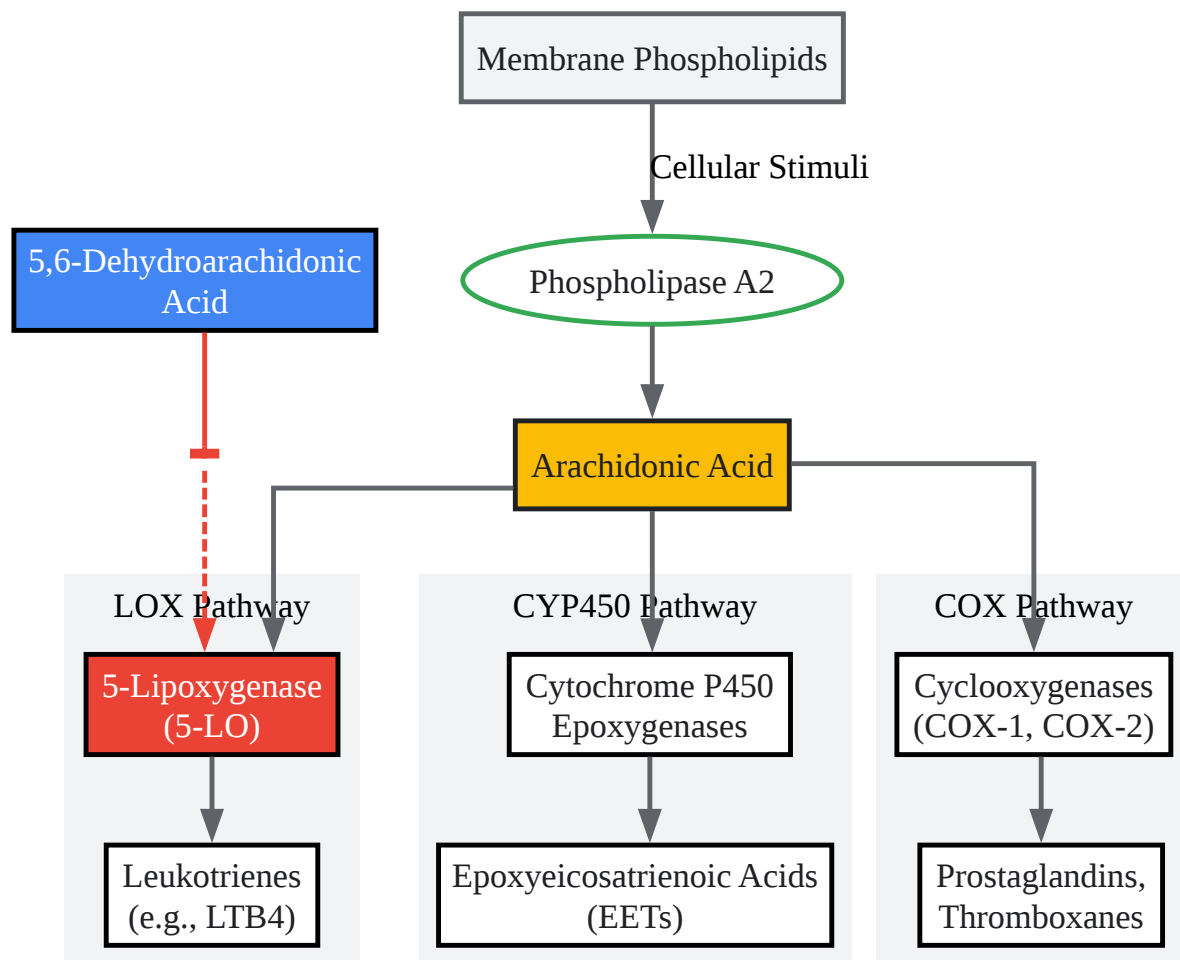 Membrane Phospholipids
Cellular Stimuli
5,6-Dehydroarachidonic
Acid
Phospholipase A2
Arachidonic Acid
LOX Pathway
CYP450 Pathway
COX Pathway
5-Lipoxygenase
(5-LO)
Cytochrome P450
Epoxygenases
Cyclooxygenases
(COX-1, COX-2)
Leukotrienes
(e.g., LTB4)
Epoxyeicosatrienoic Acids
(EETs)
Prostaglandins,
Thromboxanes